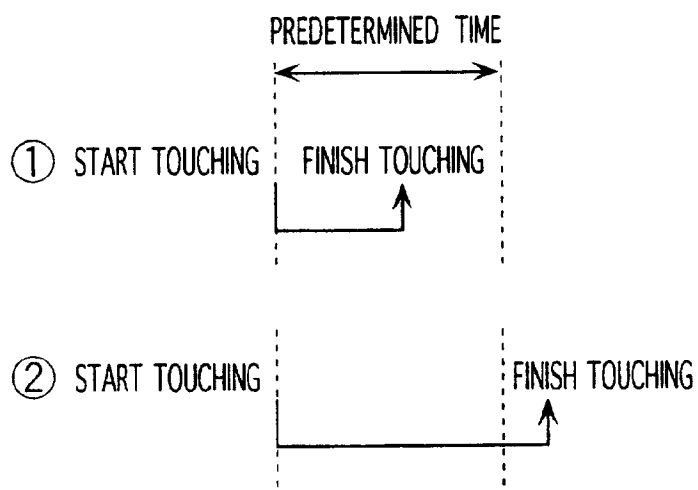 PREDETERMINED TIME
① START TOUCHING FINISH TOUCHING
② START TOUCHING FINISH TOUCHING